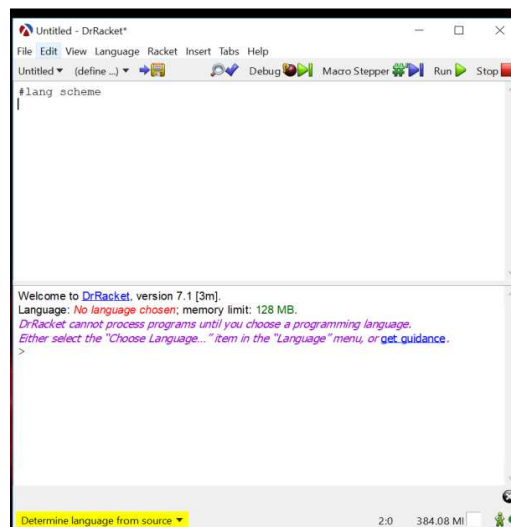 Untitled - DrRacket*
File Edit View Language Racket Insert Tabs Help
Untitled (define ...) Debug Macro Stepper Run Stop
#lang scheme
Welcome to DrRacket, version 7.1 [3m].
Language: No language chosen; memory limit: 128 MB.
DrRacket cannot process programs until you choose a programming language.
Either select the "Choose Language..." item in the "Language" menu, or get guidance.
>
Determine language from source 2:0 384.08 MI